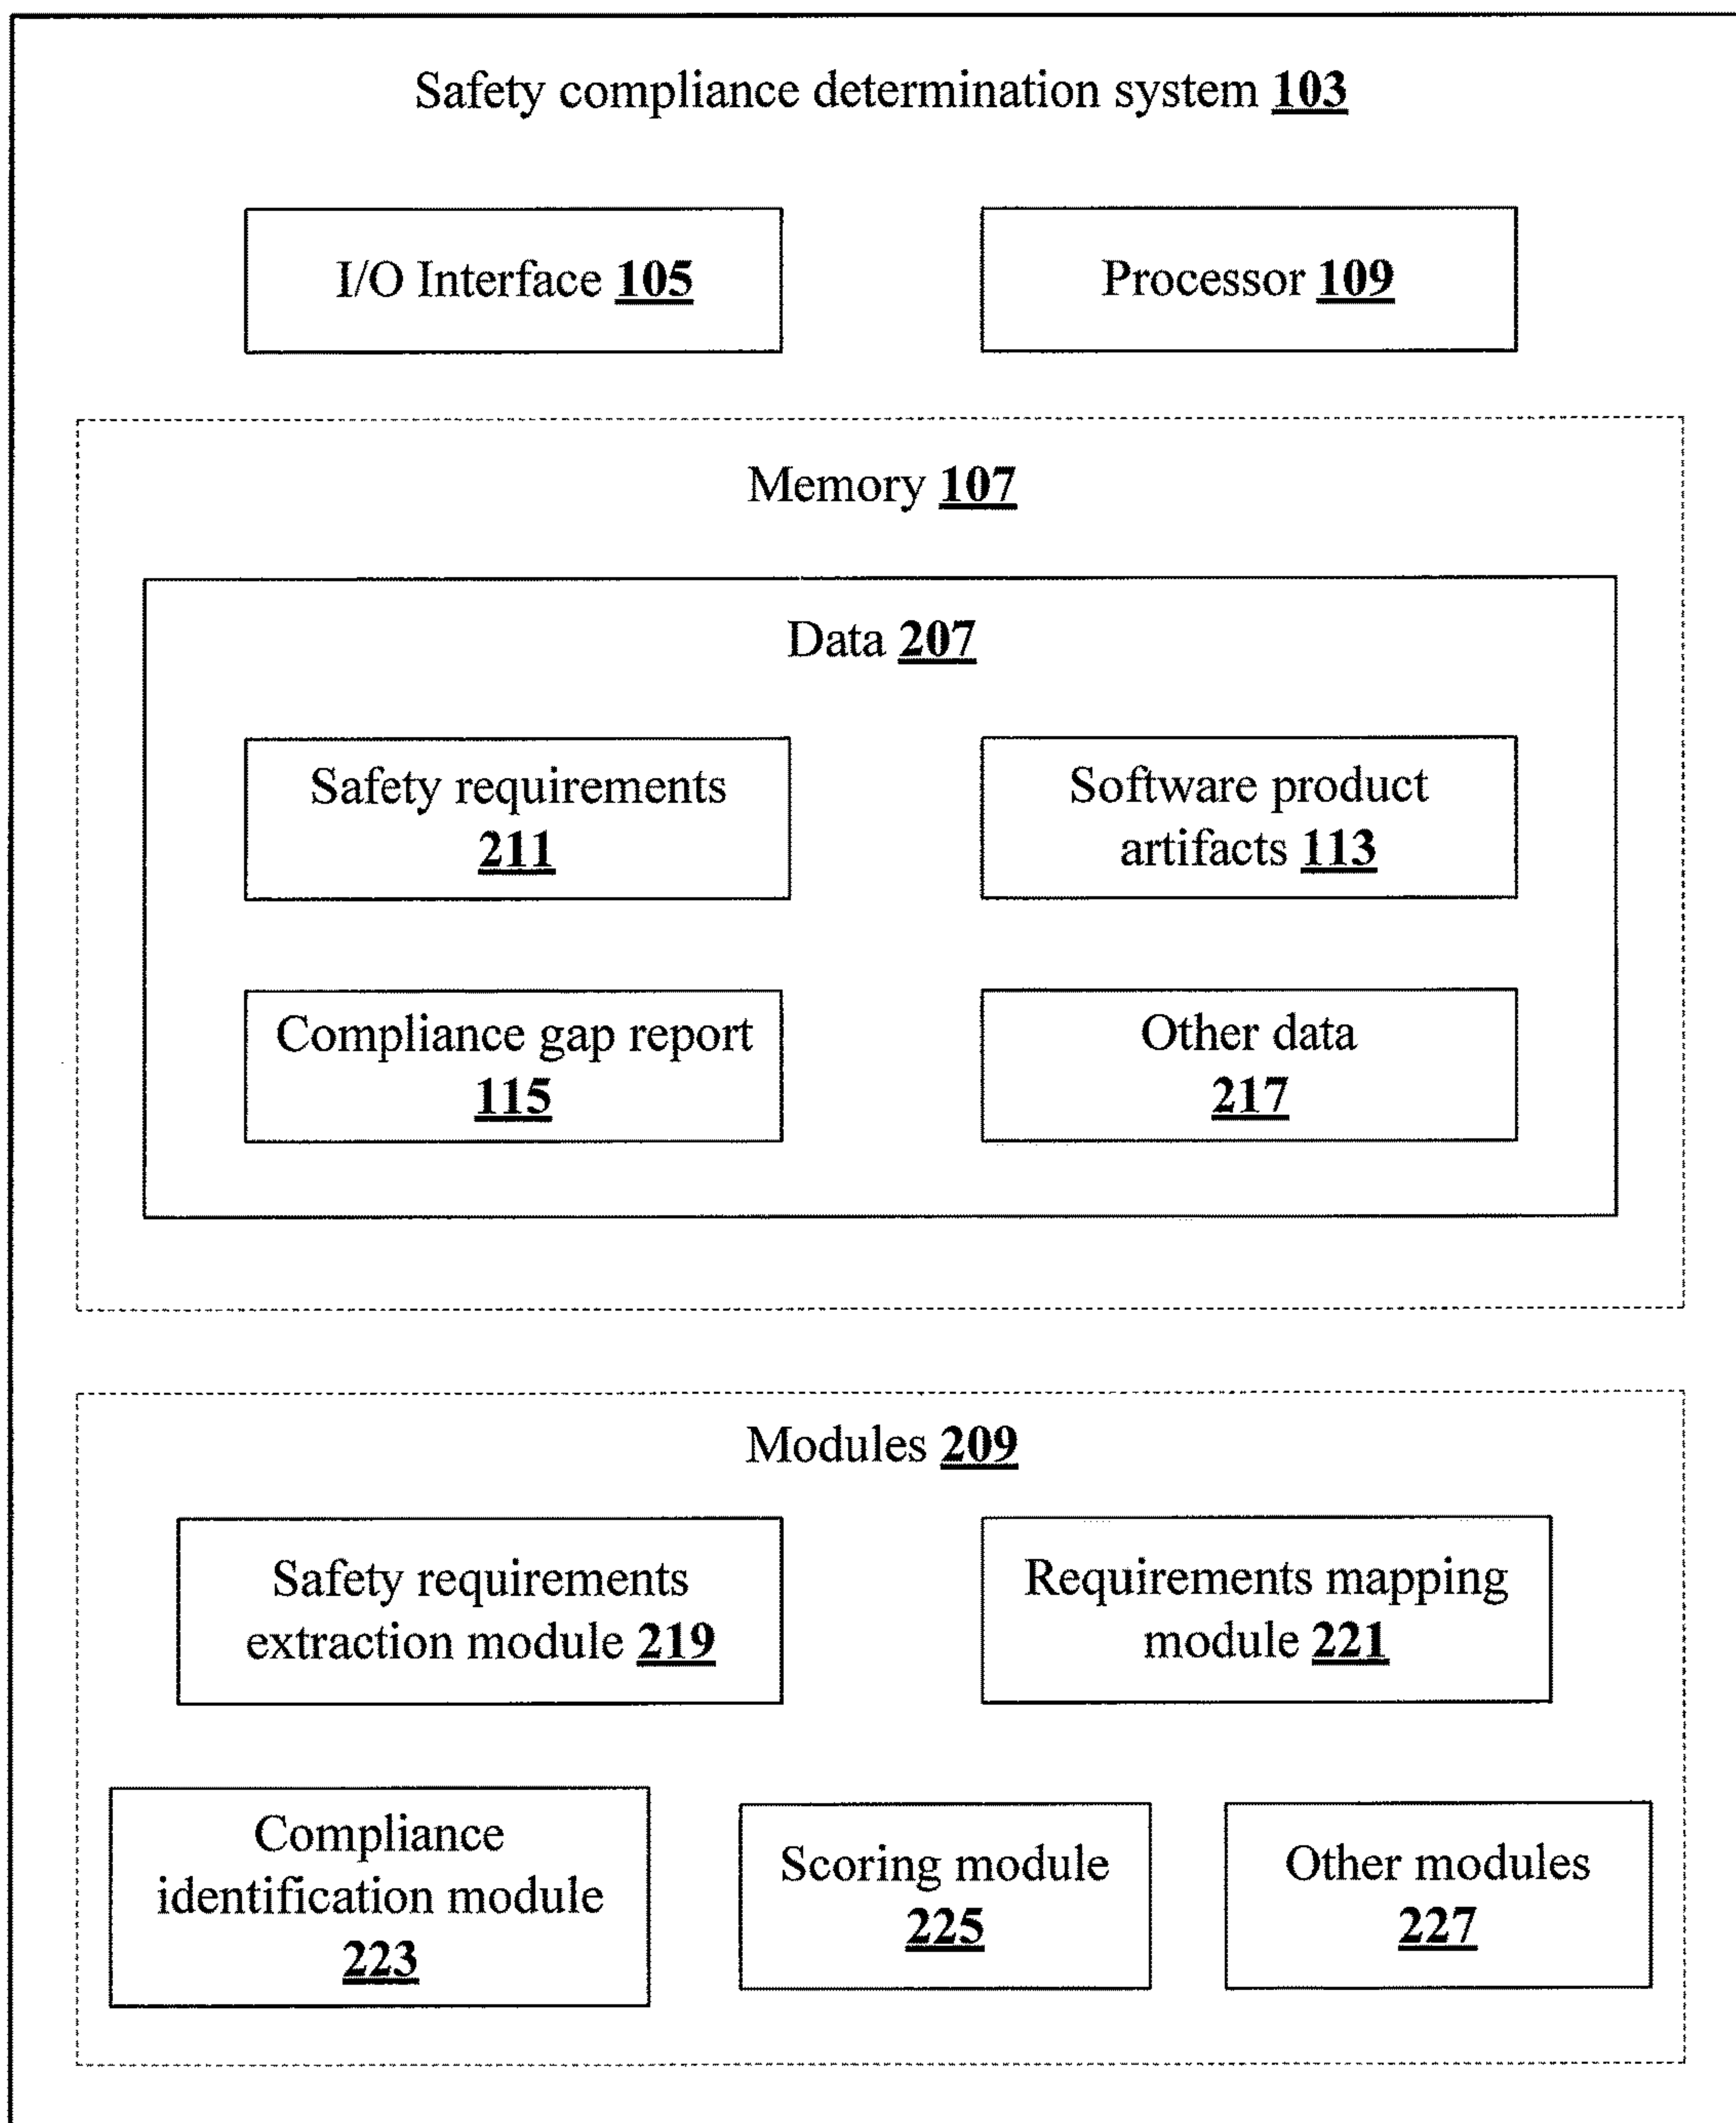 Safety compliance determination system 103
I/O Interface 105
Processor 109
Memory 107
Data 207
Safety requirements
211
Software product
artifacts 113
Compliance gap report
115
Other data
217
Modules 209
Safety requirements
extraction module 219
Requirements mapping
module 221
Compliance
identification module
223
Scoring module
225
Other modules
227